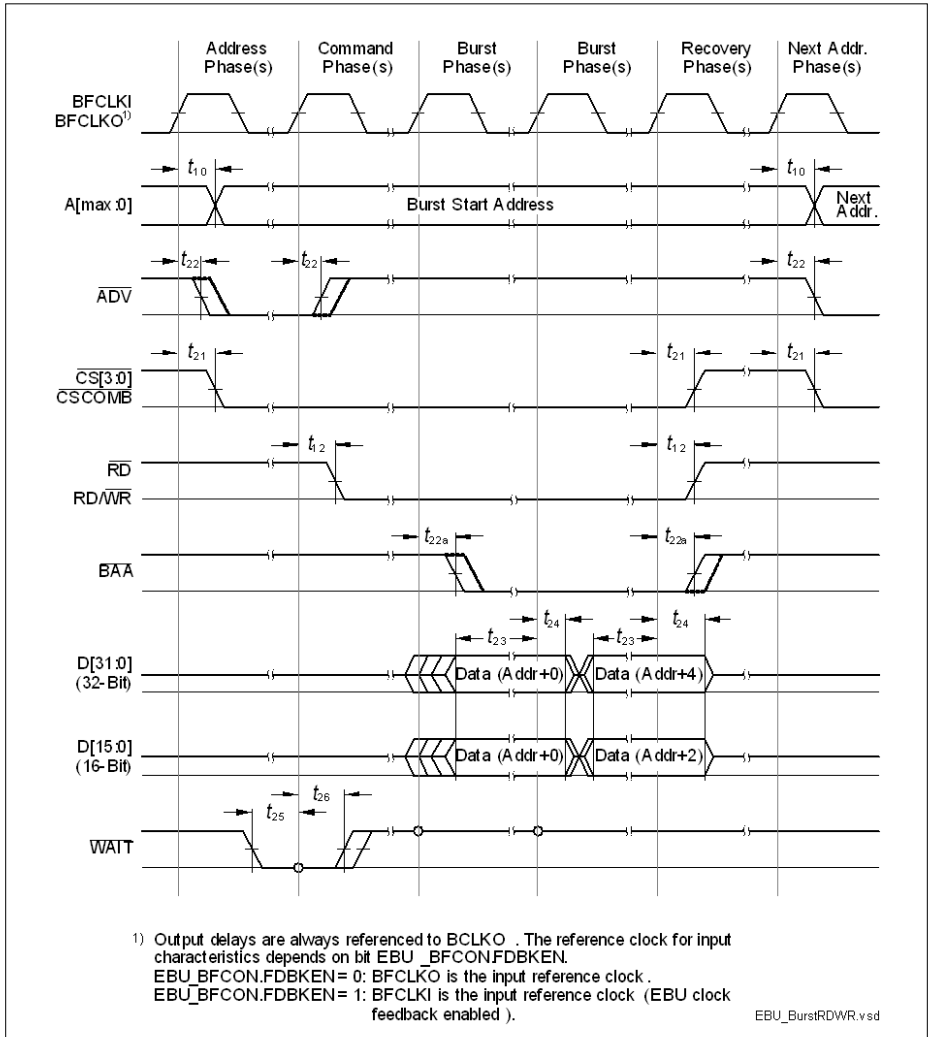 Address Phase(s)
Command Phase(s)
Burst Phase(s)
Burst Phase(s)
Recovery Phase(s)
Next Addr. Phase(s)
BFCLKI
BFCLKO1)
t10
t10
A[max:0]
Burst Start Address
Next Addr.
t22
t22
t22
ADV
t21
t21
t21
CS[3:0]
CSCOMB
t12
t12
RD
RD/WR
t22a
t22a
BAA
t23
t24
t23
t24
D[31:0]
(32-Bit)
Data (Addr+0)
Data (Addr+4)
D[15:0]
(16-Bit)
Data (Addr+0)
Data (Addr+2)
t25
t26
WAIT
1) Output delays are always referenced to BCLKO . The reference clock for input
characteristics depends on bit EBU _BFCON.FDBKEN.
EBU_BFCON.FDBKEN = 0: BFCLKO is the input reference clock .
EBU_BFCON.FDBKEN = 1: BFCLKI is the input reference clock (EBU clock
feedback enabled ).
EBU_BurstRDWR.vsd